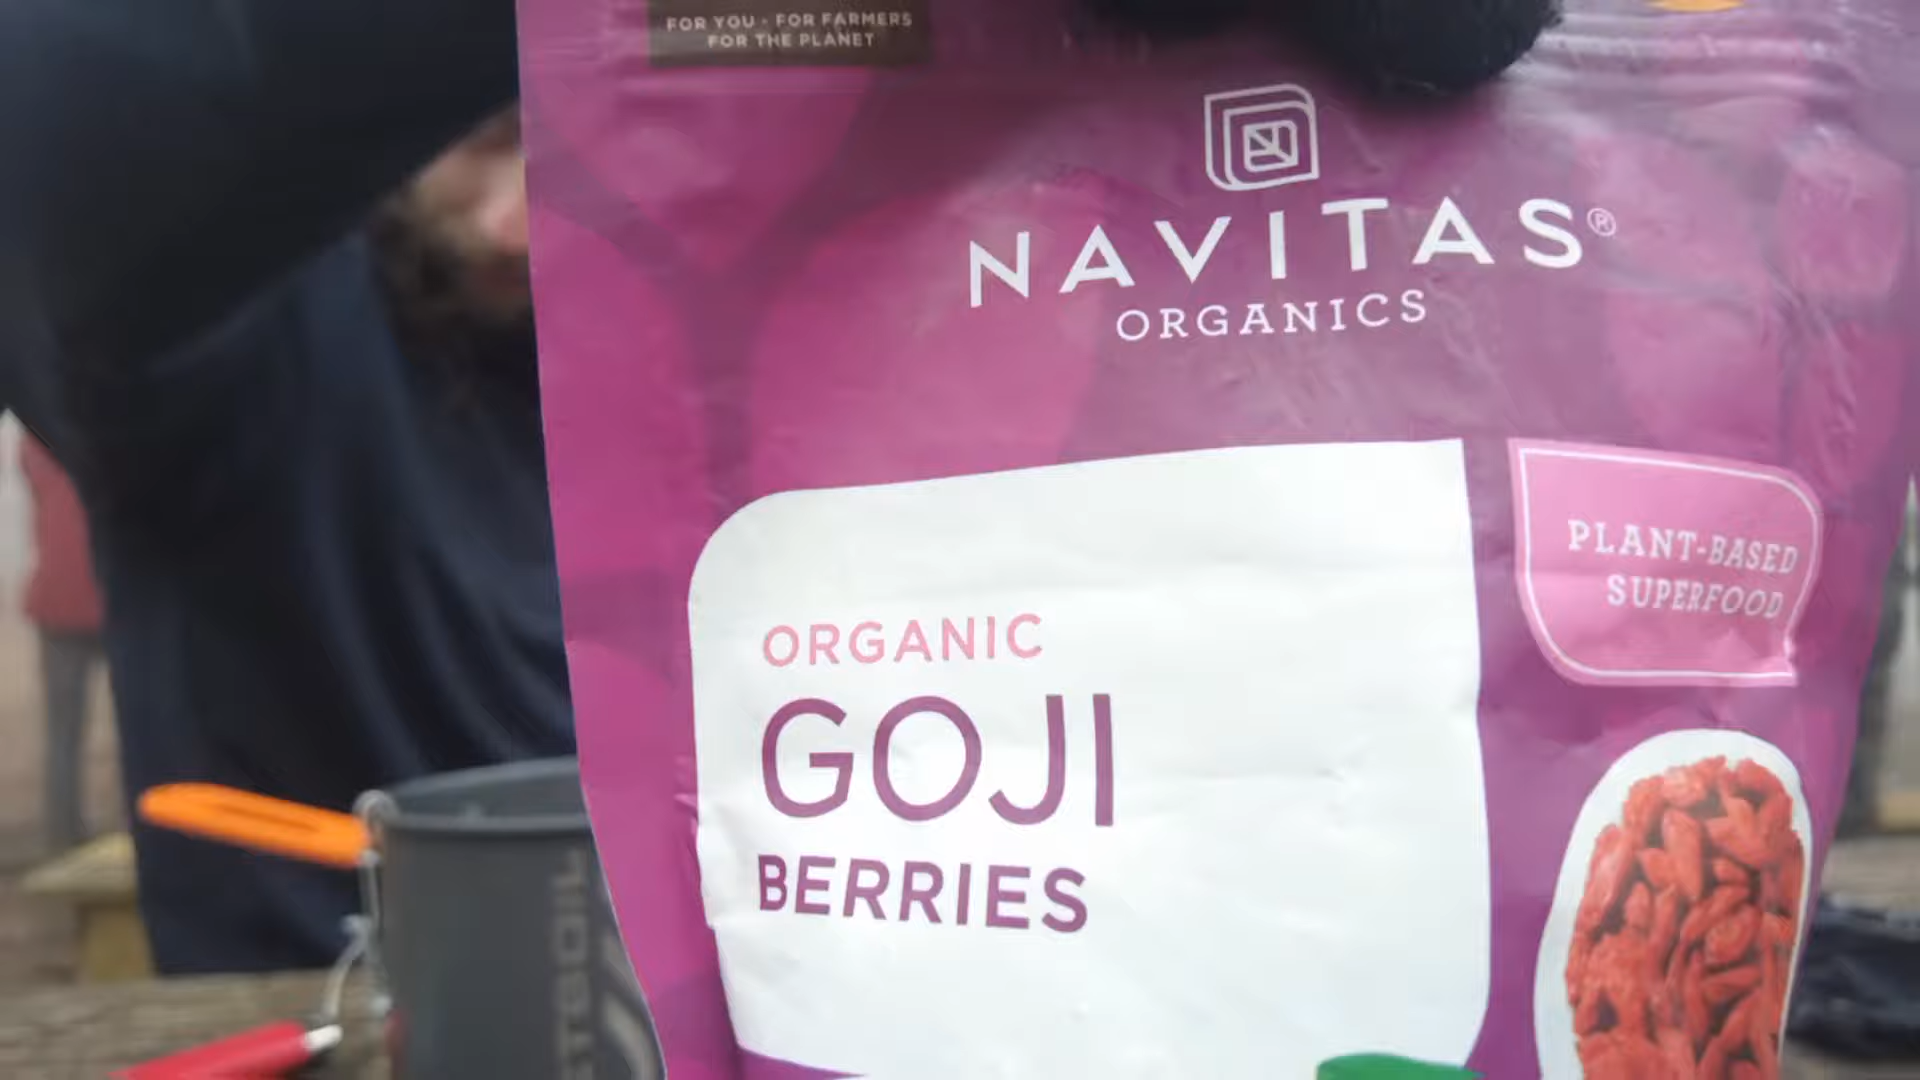 FOR YOU · FOR FARMERS
FOR THE PLANET
NAVITAS®
ORGANICS
PLANT-BASED
SUPERFOOD
ORGANIC
GOJI
BERRIES